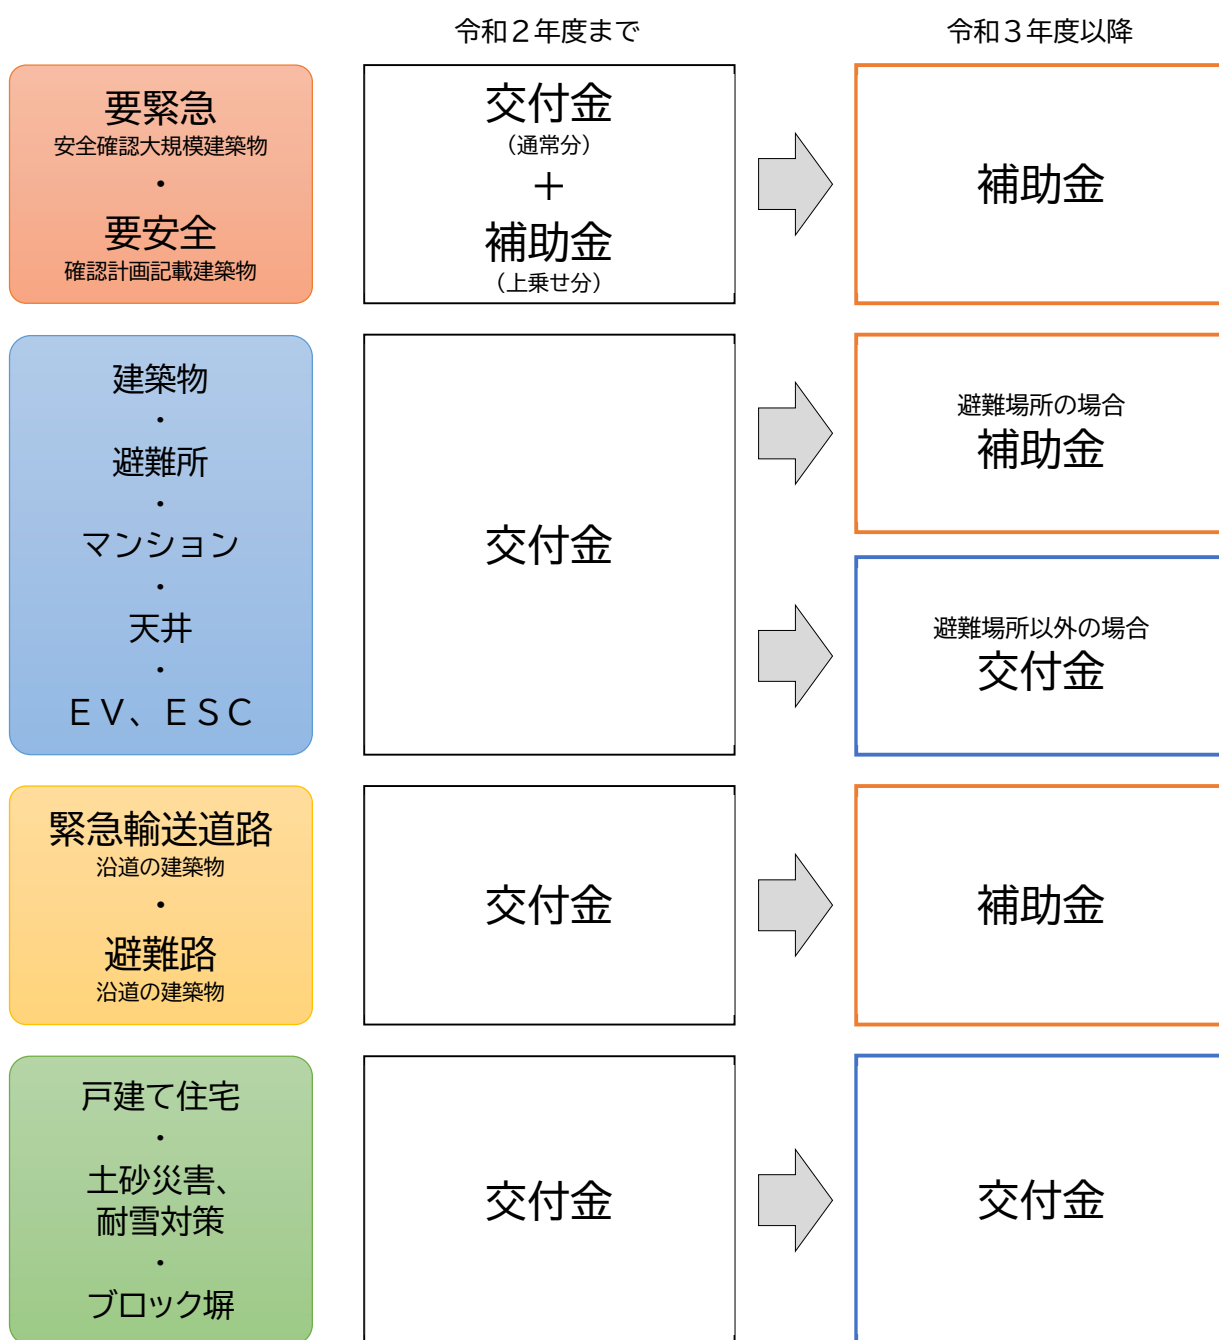 令和２年度まで
令和３年度以降
要緊急
安全確認大規模建築物
・
要安全
確認計画記載建築物
交付金
（通常分）
＋
補助金
（上乗せ分）
補助金
建築物
・
避難所
・
マンション
・
天井
・
ＥＶ、ＥＳＣ
交付金
避難場所の場合
補助金
避難場所以外の場合
交付金
緊急輸送道路
沿道の建築物
・
避難路
沿道の建築物
交付金
補助金
戸建て住宅
・
土砂災害、
耐雪対策
・
ブロック塀
交付金
交付金